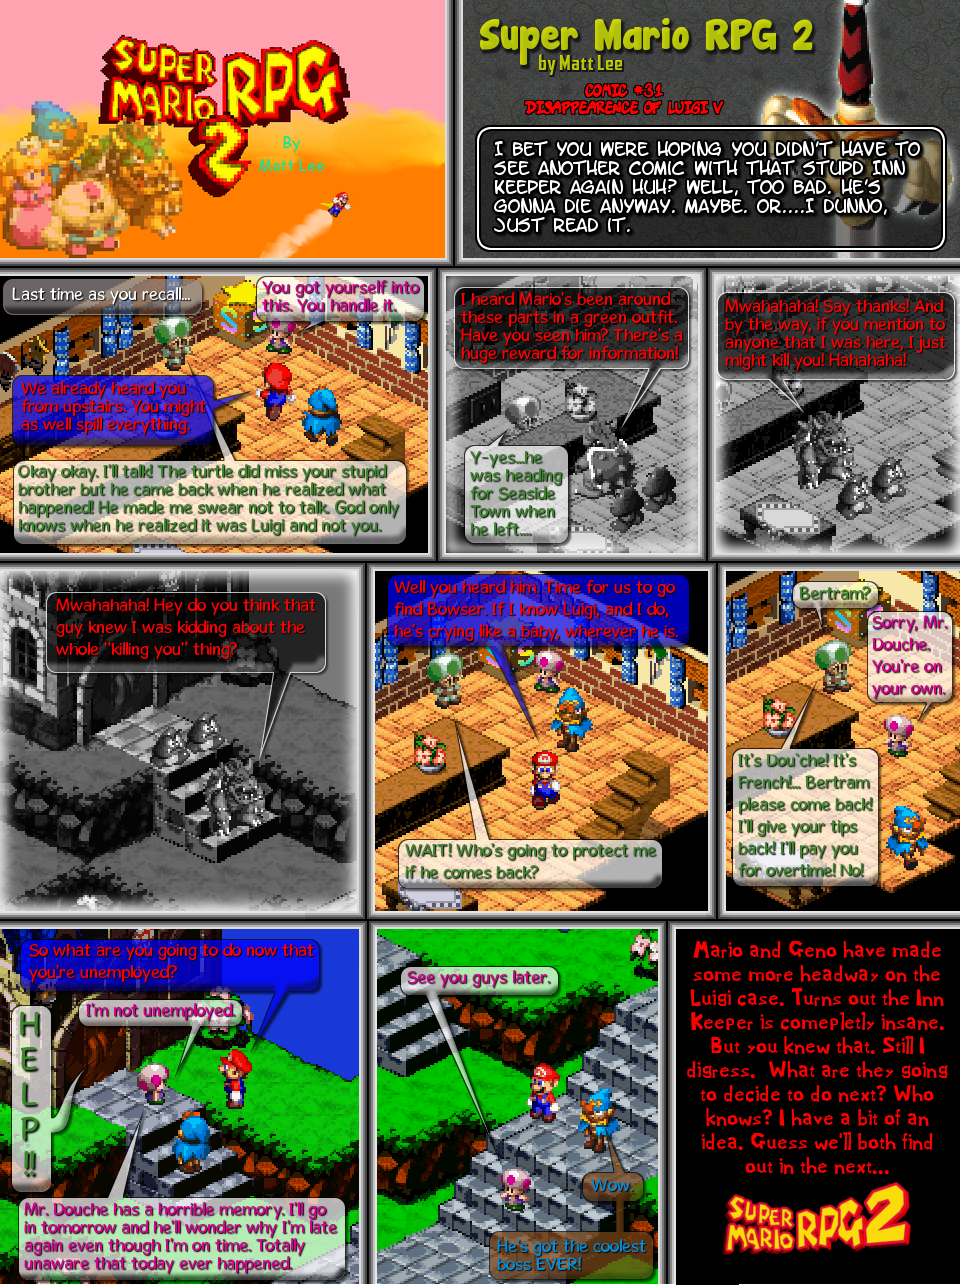 SUPER
MARIO RPG
2
By
Matt Lee
Super Mario RPG 2
by Matt Lee
COMIC #31
DISAPPEARENCE OF LUIGI V
I BET YOU WERE HOPING YOU DIDN'T HAVE TO
SEE ANOTHER COMIC WITH THAT STUPD INN
KEEPER AGAIN HUH? WELL, TOO BAD. HE'S
GONNA DIE ANYWAY. MAYBE. OR....I DUNNO,
JUST READ IT.
Last time as you recall...
You got yourself into
this. You handle it.
We already heard you
from upstairs. You might
as well spill everything.
Okay okay. I'll talk! The turtle did miss your stupid
brother but he came back when he realized what
happened! He made me swear not to talk. God only
knows when he realized it was Luigi and not you.
I heard Mario's been around
these parts in a green outfit.
Have you seen him? There's a
huge reward for information!
Y-yes...he
was heading
for Seaside
Town when
he left....
Mwahahaha! Say thanks! And
by the way, if you mention to
anyone that I was here, I just
might kill you! Hahahaha!
Mwahahaha! Hey do you think that
guy knew I was kidding about the
whole "killing you" thing?
Well you heard him. Time for us to go
find Bowser. If I know Luigi, and I do,
he's crying like a baby, wherever he is.
WAIT! Who's going to protect me
if he comes back?
Bertram?
Sorry, Mr.
Douche.
You're on
your own.
It's Dou`che! It's
French!... Bertram
please come back!
I'll give your tips
back! I'll pay you
for overtime! No!
So what are you going to do now that
you're unemployed?
I'm not unemployed.
H
E
L
P
!!
Mr. Douche has a horrible memory. I'll go
in tomorrow and he'll wonder why I'm late
again even though I'm on time. Totally
unaware that today ever happened.
See you guys later.
Wow.
He's got the coolest
boss EVER!
Mario and Geno have made
some more headway on the
Luigi case. Turns out the Inn
Keeper is comepletly insane.
But you knew that. Still I
digress. What are they going
to decide to do next? Who
knows? I have a bit of an
idea. Guess we'll both find
out in the next...
SUPER
MARIO RPG 2